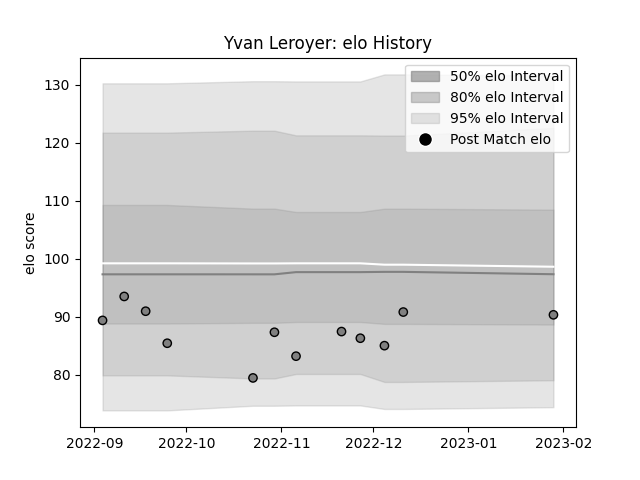 Yvan Leroyer: elo History
50% elo Interval
80% elo Interval
95% elo Interval
Post Match elo
elo score
130
120
110
100
90
80
2022-09 2022-10 2022-11 2022-12 2023-01 2023-02